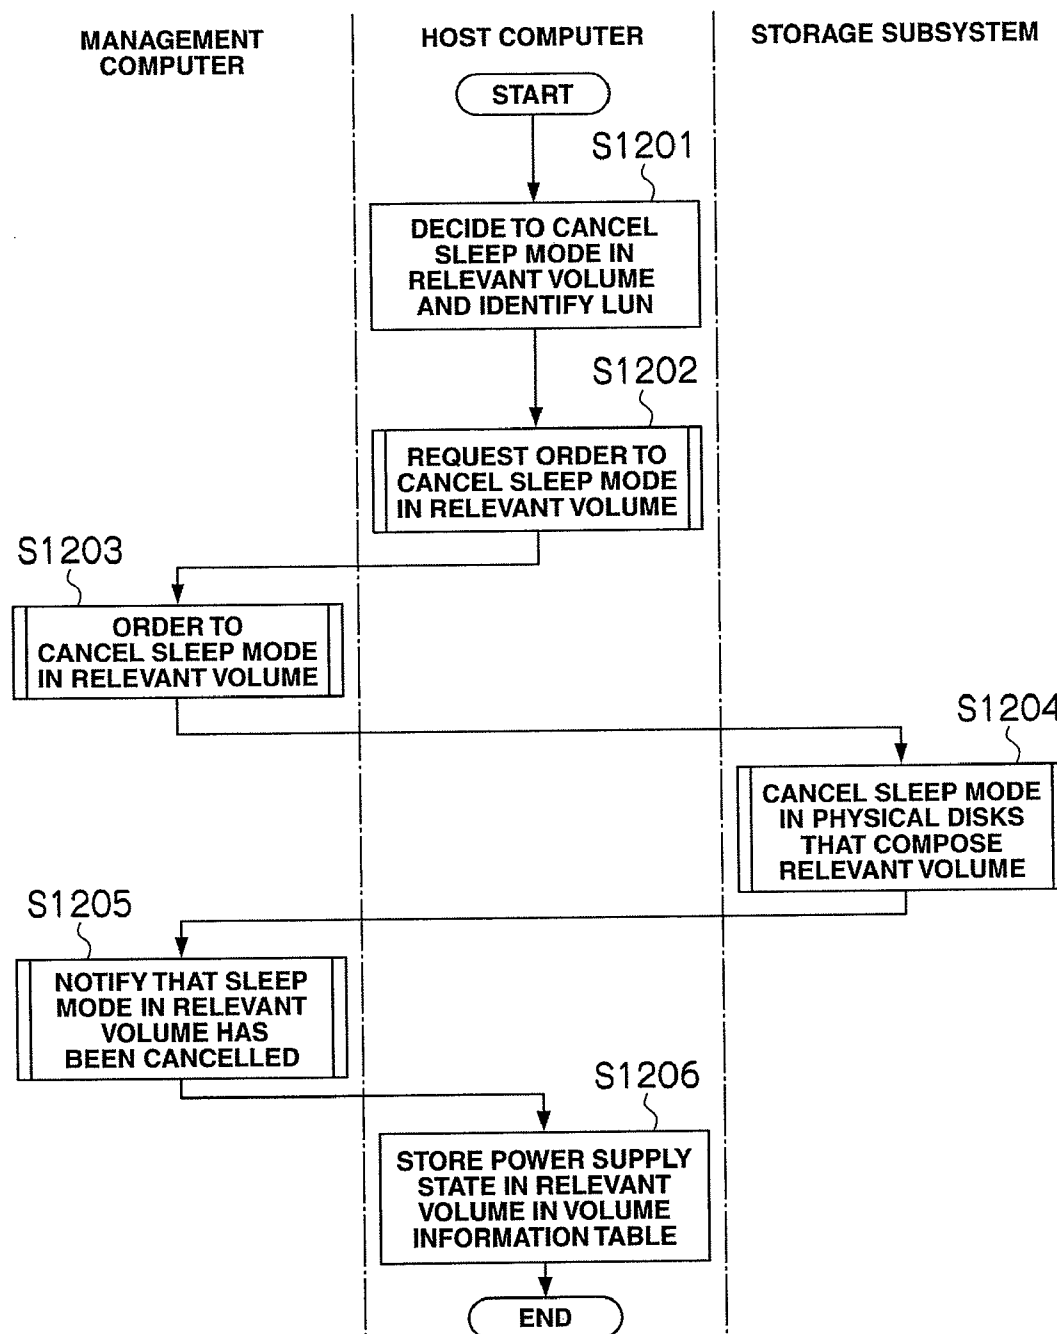 MANAGEMENT
COMPUTER
HOST COMPUTER
STORAGE SUBSYSTEM
START
S1201
DECIDE TO CANCEL
SLEEP MODE IN
RELEVANT VOLUME
AND IDENTIFY LUN
S1202
REQUEST ORDER TO
CANCEL SLEEP MODE
IN RELEVANT VOLUME
S1203
ORDER TO
CANCEL SLEEP MODE
IN RELEVANT VOLUME
S1204
CANCEL SLEEP MODE
IN PHYSICAL DISKS
THAT COMPOSE
RELEVANT VOLUME
S1205
NOTIFY THAT SLEEP
MODE IN RELEVANT
VOLUME HAS
BEEN CANCELLED
S1206
STORE POWER SUPPLY
STATE IN RELEVANT
VOLUME IN VOLUME
INFORMATION TABLE
END